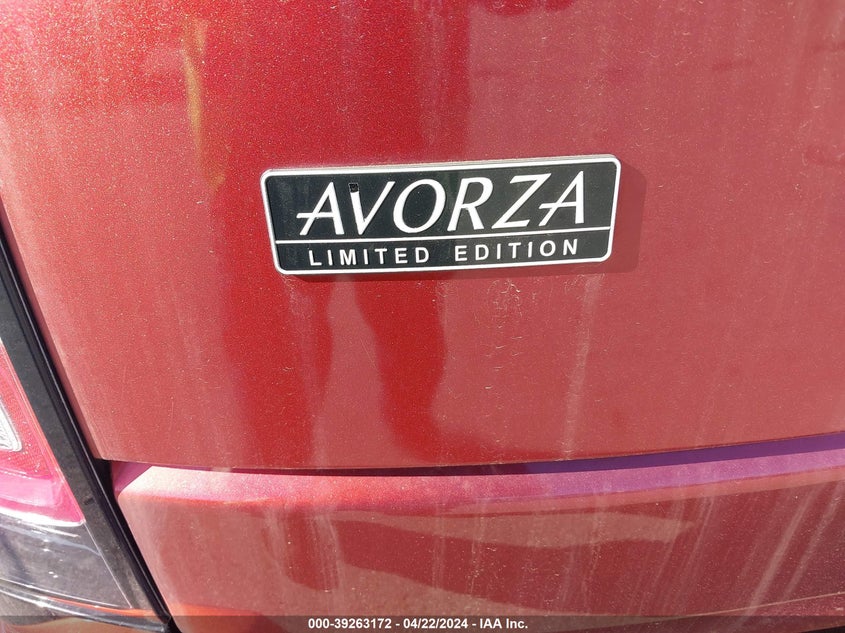 AVORZA
LIMITED EDITION
000-39263172 - 04/22/2024 - IAA Inc.